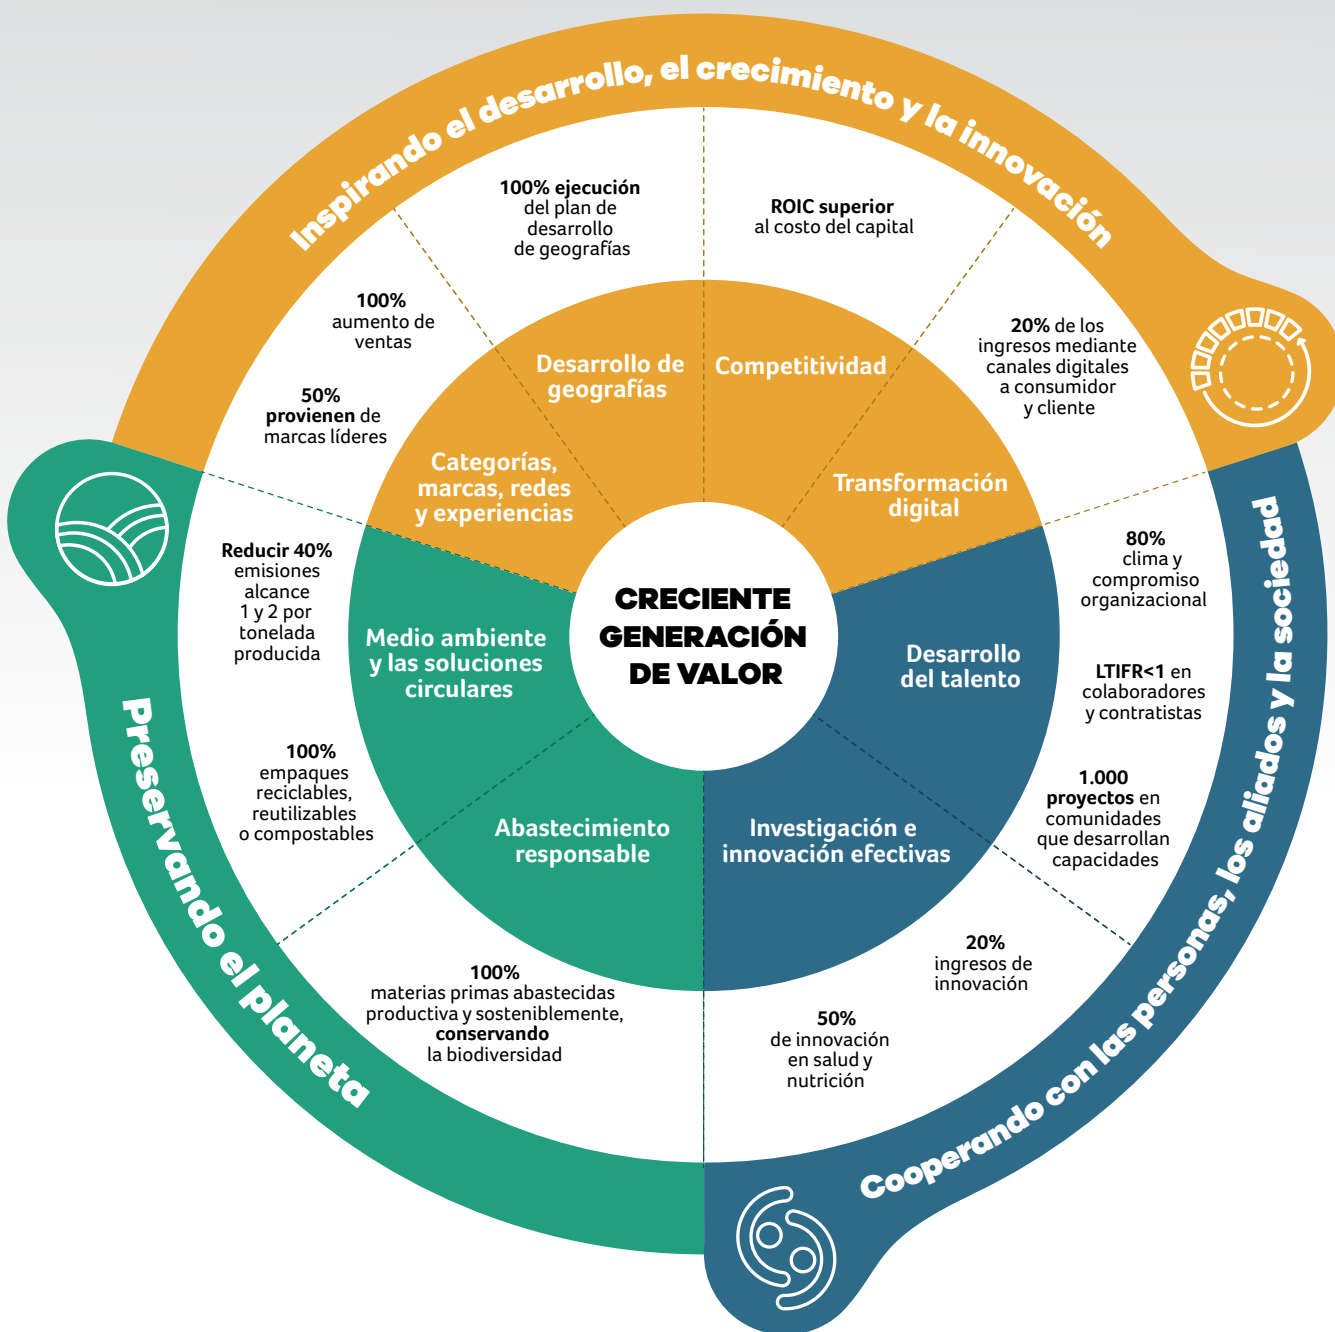 Inspirando el desarrollo, el crecimiento y la innovación
100% ejecución
del plan de
desarrollo
de geografías
ROIC superior
al costo del capital
100%
aumento de
ventas
50%
provienen de
marcas líderes
20% de los
ingresos mediante
canales digitales
a consumidor
y cliente
Desarrollo de
geografías
Competitividad
Categorías,
marcas, redes
y experiencias
Transformación
digital
CRECIENTE
GENERACIÓN
DE VALOR
Cooperando con las personas, los aliados y la sociedad
80%
clima y
compromiso
organizacional
LTIFR<1 en
colaboradores
y contratistas
1.000
proyectos en
comunidades
que desarrollan
capacidades
Desarrollo
del talento
Investigación e
innovación efectivas
20%
ingresos de
innovación
50%
de innovación
en salud y
nutrición
Preservando el planeta
Reducir 40%
emisiones
alcance
1 y 2 por
tonelada
producida
100%
empaques
reciclables,
reutilizables
o compostables
Medio ambiente
y las soluciones
circulares
Abastecimiento
responsable
100%
materias primas abastecidas
productiva y sosteniblemente,
conservando
la biodiversidad